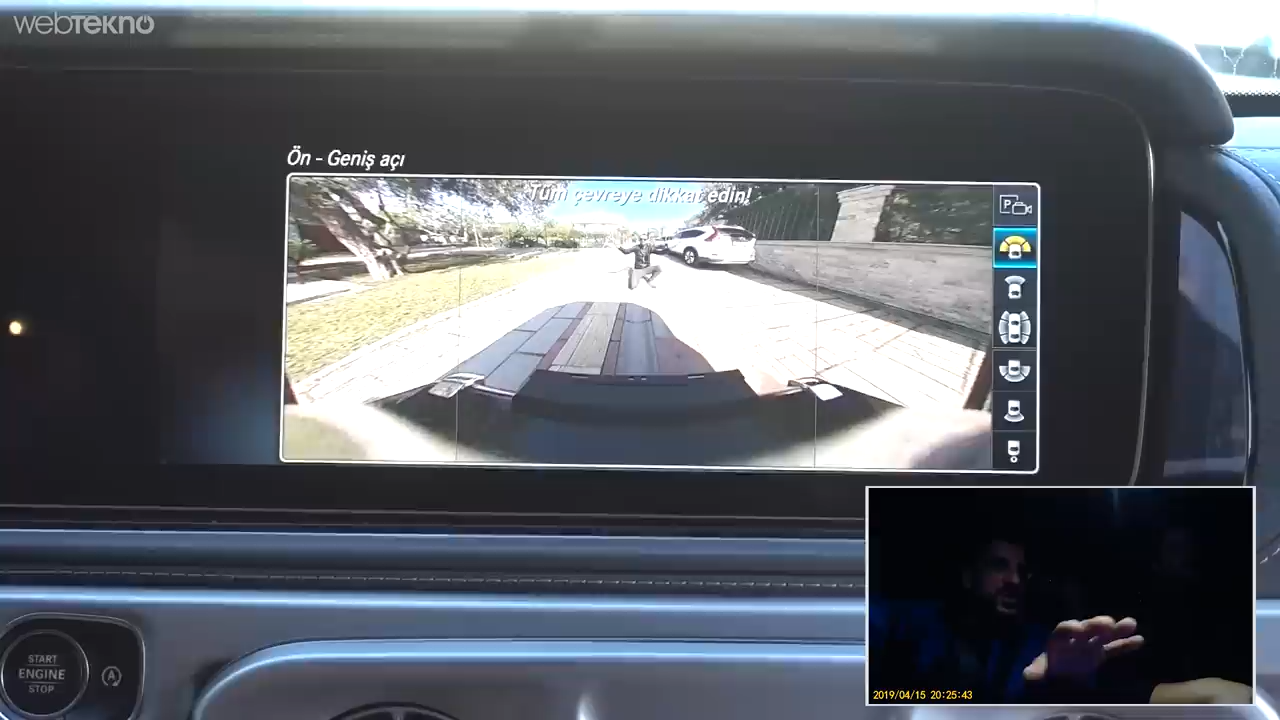 webTEKNO
Ön - Geniş açı
Tüm çevreye dikkat edin!
P
START
ENGINE
STOP
A
2019/04/15 20:25:43